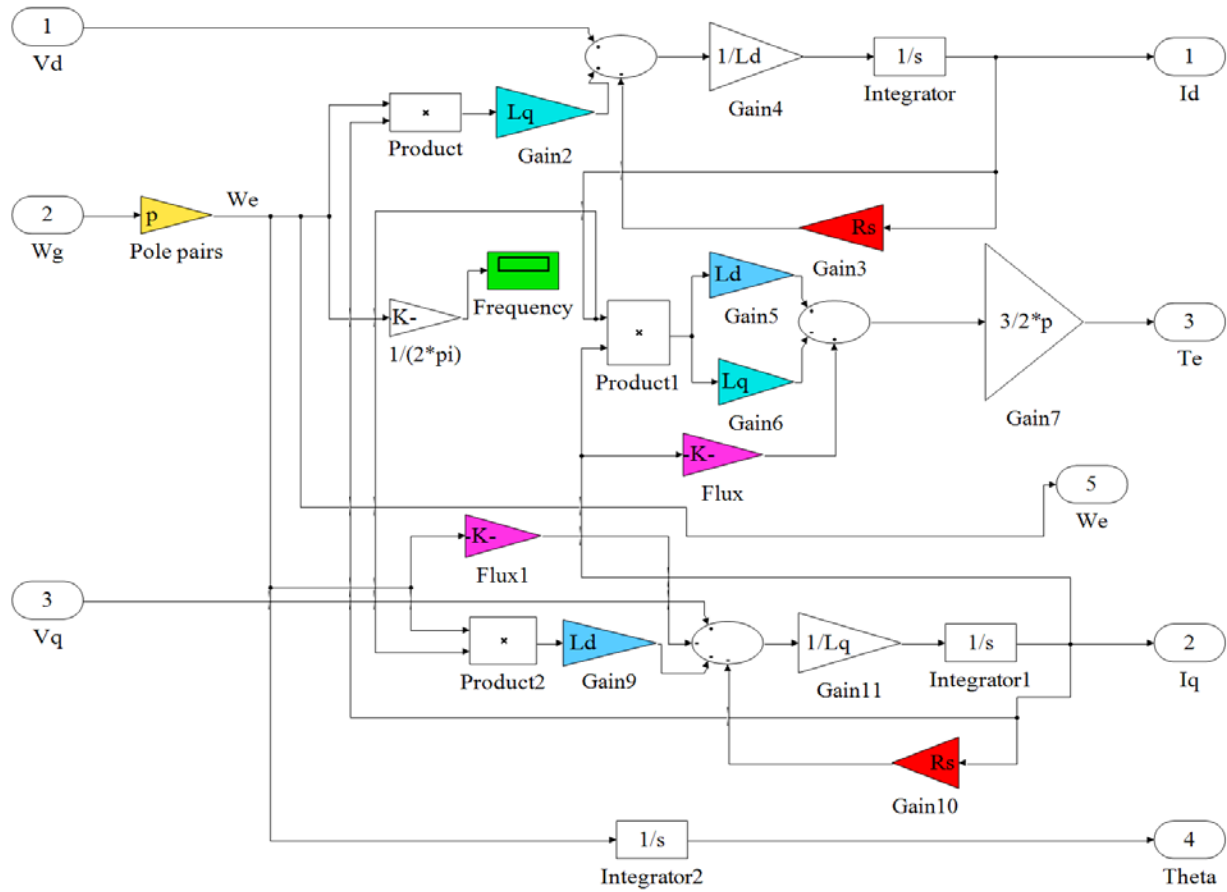 1
Vd
1/Ld
Gain4
1/s
Integrator
1
Id
×
Product
Lq
Gain2
2
Wg
p
Pole pairs
We
Rs
Gain3
K-
1/(2*pi)
Frequency
×
Product1
Ld
Gain5
Lq
Gain6
3/2*p
Gain7
3
Te
-K-
Flux
5
We
-K-
Flux1
3
Vq
×
Product2
Ld
Gain9
1/Lq
Gain11
1/s
Integrator1
2
Iq
Rs
Gain10
1/s
Integrator2
4
Theta